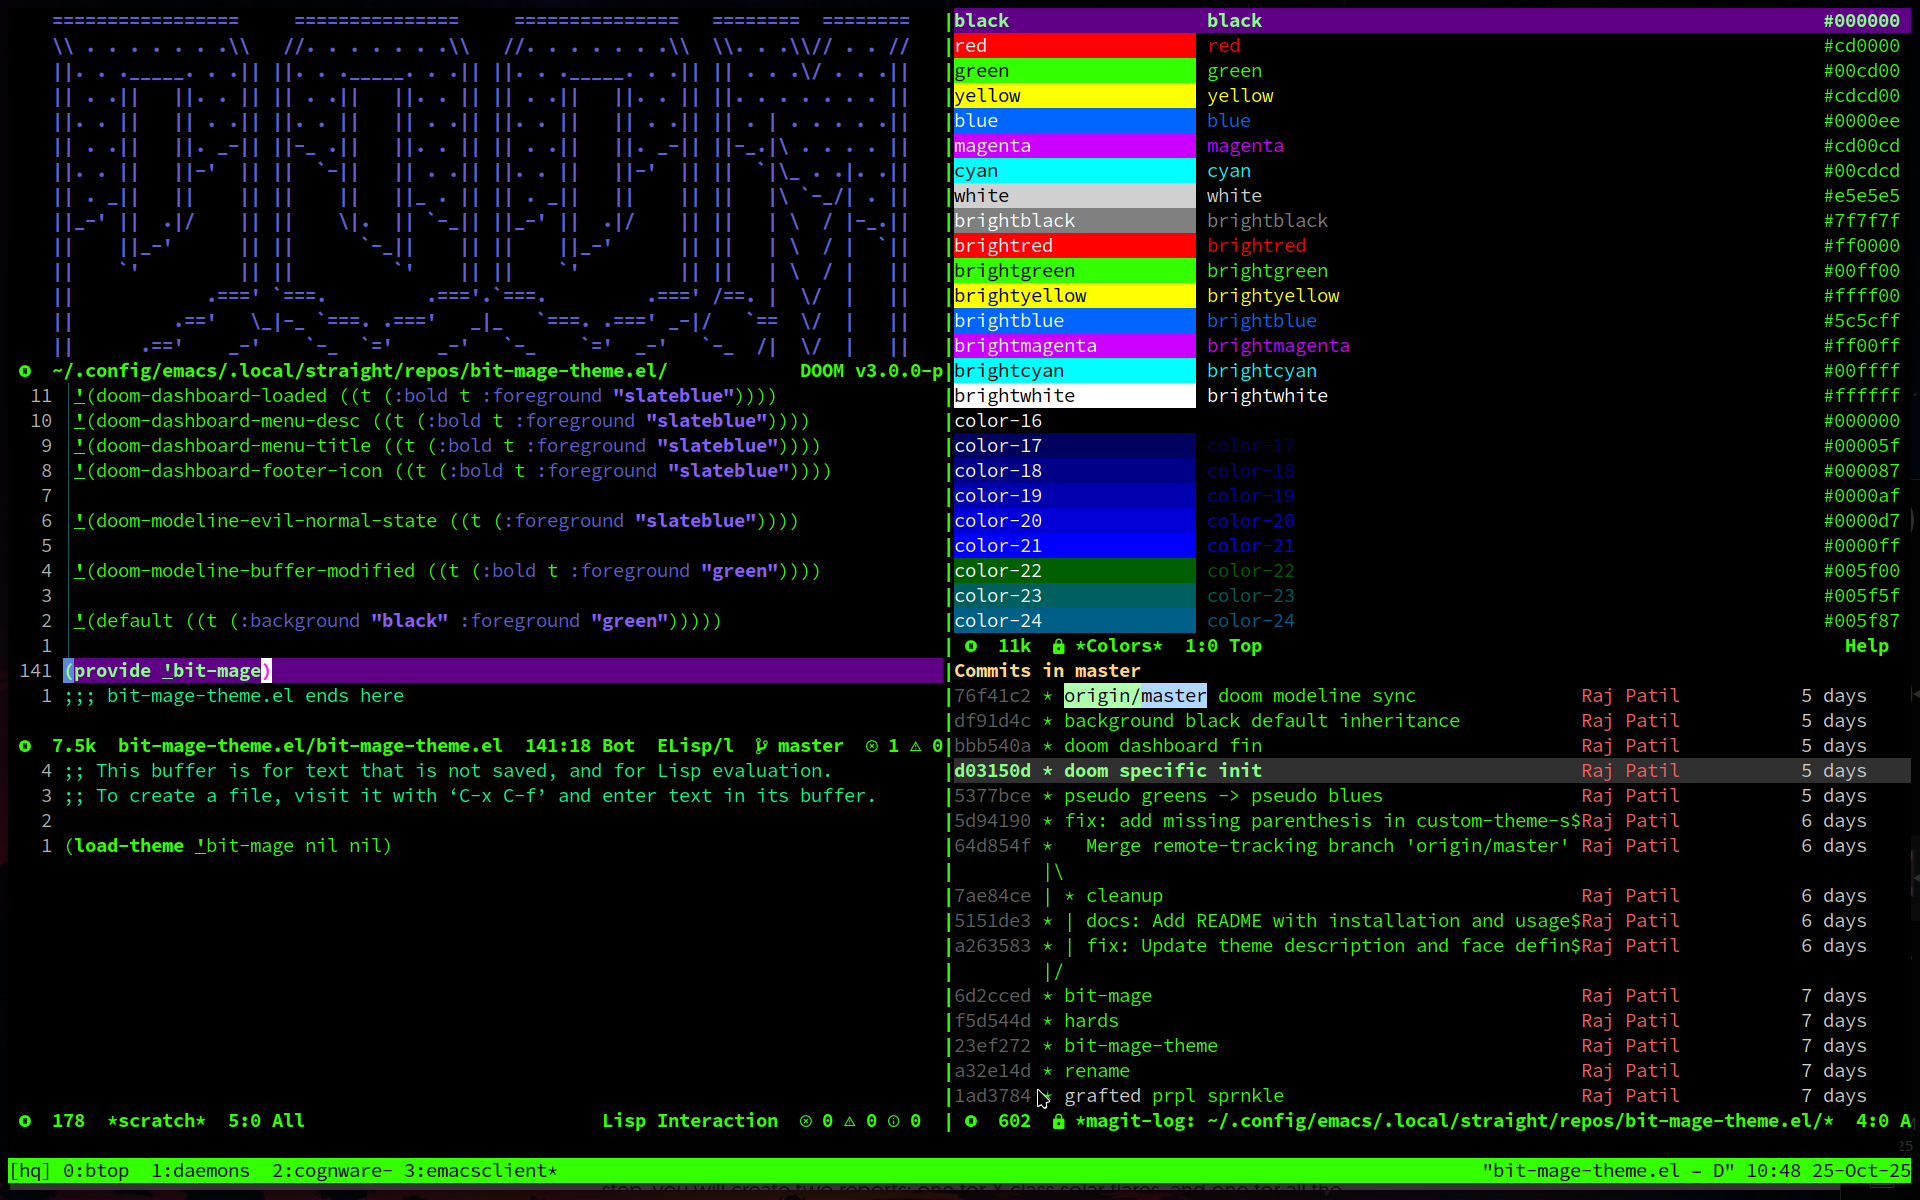 =================     ===============     ===============   ========  ========
\\ . . . . . . .\\   //. . . . . . .\\   //. . . . . . .\\  \\. . .\\// . . //
||. . ._____. . .|| ||. . ._____. . .|| ||. . ._____. . .|| || . . .\/ . . .||
|| . .||   ||. . || || . .||   ||. . || || . .||   ||. . || ||. . . . . . . ||
||. . ||   || . .|| ||. . ||   || . .|| ||. . ||   || . .|| || . | . . . . .||
|| . .||   ||. _-|| ||-_ .||   ||. . || || . .||   ||. _-|| ||-_.|\ . . . . ||
||. . ||   ||-'  || ||  `-||   || . .|| ||. . ||   ||-'  || ||  `|\_ . .|. .||
|| . _||   ||    || ||    ||   ||_ . || || . _||   ||    || ||   |\ `-_/| . ||
||_-' ||  .|/    || ||    \|.  || `-_|| ||_-' ||  .|/    || ||   | \  / |-_.||
||    ||_-'      || ||      `-_||    || ||    ||_-'      || ||   | \  / |  `||
||    `'         || ||         `'    || ||    `'         || ||   | \  / |   ||
||            .===' `===.         .==='.`===.         .===' /==. |  \/  |   ||
||         .=='   \_|-_ `===. .==='   _|_   `===. .===' _-|/   `==  \/  |   ||
||      .=='    _-'    `-_  `='    _-'   `-_    `='  _-'   `-_  /|  \/  |   ||
~/.config/emacs/.local/straight/repos/bit-mage-theme.el/ DOOM v3.0.0-p
11 '(doom-dashboard-loaded ((t (:bold t :foreground "slateblue"))))
10 '(doom-dashboard-menu-desc ((t (:bold t :foreground "slateblue"))))
9 '(doom-dashboard-menu-title ((t (:bold t :foreground "slateblue"))))
8 '(doom-dashboard-footer-icon ((t (:bold t :foreground "slateblue"))))
7
6 '(doom-modeline-evil-normal-state ((t (:foreground "slateblue"))))
5
4 '(doom-modeline-buffer-modified ((t (:bold t :foreground "green"))))
3
2 '(default ((t (:background "black" :foreground "green")))))
1
141 (provide 'bit-mage)
1 ;;; bit-mage-theme.el ends here
7.5k bit-mage-theme.el/bit-mage-theme.el 141:18 Bot ELisp/l master 1 0
4 ;; This buffer is for text that is not saved, and for Lisp evaluation.
3 ;; To create a file, visit it with ‘C-x C-f’ and enter text in its buffer.
2
1 (load-theme 'bit-mage nil nil)
178 *scratch* 5:0 All Lisp Interaction 0 0 0
black black #000000
red red #cd0000
green green #00cd00
yellow yellow #cdcd00
blue blue #0000ee
magenta magenta #cd00cd
cyan cyan #00cdcd
white white #e5e5e5
brightblack brightblack #7f7f7f
brightred brightred #ff0000
brightgreen brightgreen #00ff00
brightyellow brightyellow #ffff00
brightblue brightblue #5c5cff
brightmagenta brightmagenta #ff00ff
brightcyan brightcyan #00ffff
brightwhite brightwhite #ffffff
color-16 #000000
color-17 color-17 #00005f
color-18 color-18 #000087
color-19 color-19 #0000af
color-20 color-20 #0000d7
color-21 color-21 #0000ff
color-22 color-22 #005f00
color-23 color-23 #005f5f
color-24 color-24 #005f87
11k *Colors* 1:0 Top Help
Commits in master
76f41c2 * origin/master doom modeline sync Raj Patil 5 days
df91d4c * background black default inheritance Raj Patil 5 days
bbb540a * doom dashboard fin Raj Patil 5 days
d03150d * doom specific init Raj Patil 5 days
5377bce * pseudo greens -> pseudo blues Raj Patil 5 days
5d94190 * fix: add missing parenthesis in custom-theme-s$Raj Patil 6 days
64d854f *   Merge remote-tracking branch 'origin/master' Raj Patil 6 days
|\
7ae84ce | * cleanup Raj Patil 6 days
5151de3 * | docs: Add README with installation and usage$Raj Patil 6 days
a263583 * | fix: Update theme description and face defin$Raj Patil 6 days
|/
6d2cced * bit-mage Raj Patil 7 days
f5d544d * hards Raj Patil 7 days
23ef272 * bit-mage-theme Raj Patil 7 days
a32e14d * rename Raj Patil 7 days
1ad3784 * grafted prpl sprnkle Raj Patil 7 days
602 *magit-log: ~/.config/emacs/.local/straight/repos/bit-mage-theme.el/* 4:0 A
[hq] 0:btop 1:daemons 2:cognware- 3:emacsclient* "bit-mage-theme.el – D" 10:48 25-Oct-25